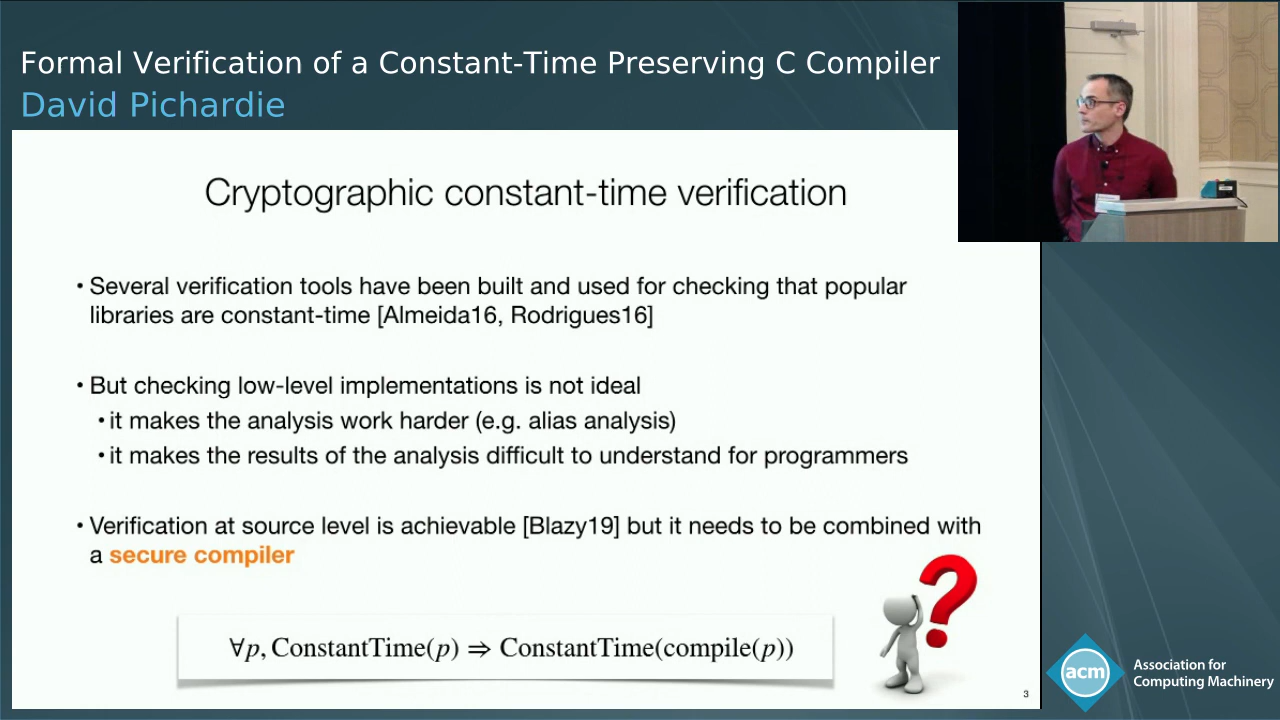 Formal Verification of a Constant-Time Preserving C Compiler
David Pichardie
Cryptographic constant-time verification
• Several verification tools have been built and used for checking that popular
libraries are constant-time [Almeida16, Rodrigues16]
• But checking low-level implementations is not ideal
• it makes the analysis work harder (e.g. alias analysis)
• it makes the results of the analysis difficult to understand for programmers
• Verification at source level is achievable [Blazy19] but it needs to be combined with
a secure compiler
∀p, ConstantTime(p) ⇒ ConstantTime(compile(p))
?
3
acm
Association for
Computing Machinery